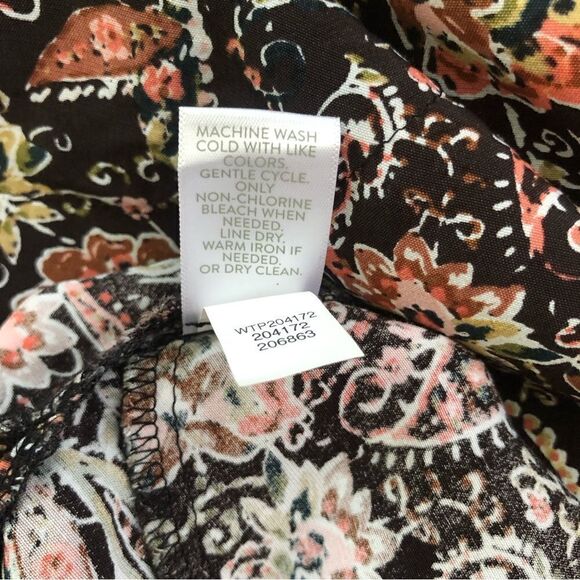 MACHINE WASH
COLD WITH LIKE
COLORS.
GENTLE CYCLE.
ONLY
NON-CHLORINE
BLEACH WHEN
NEEDED.
LINE DRY.
WARM IRON IF
NEEDED.
OR DRY CLEAN.
WTP204172
204172
206863